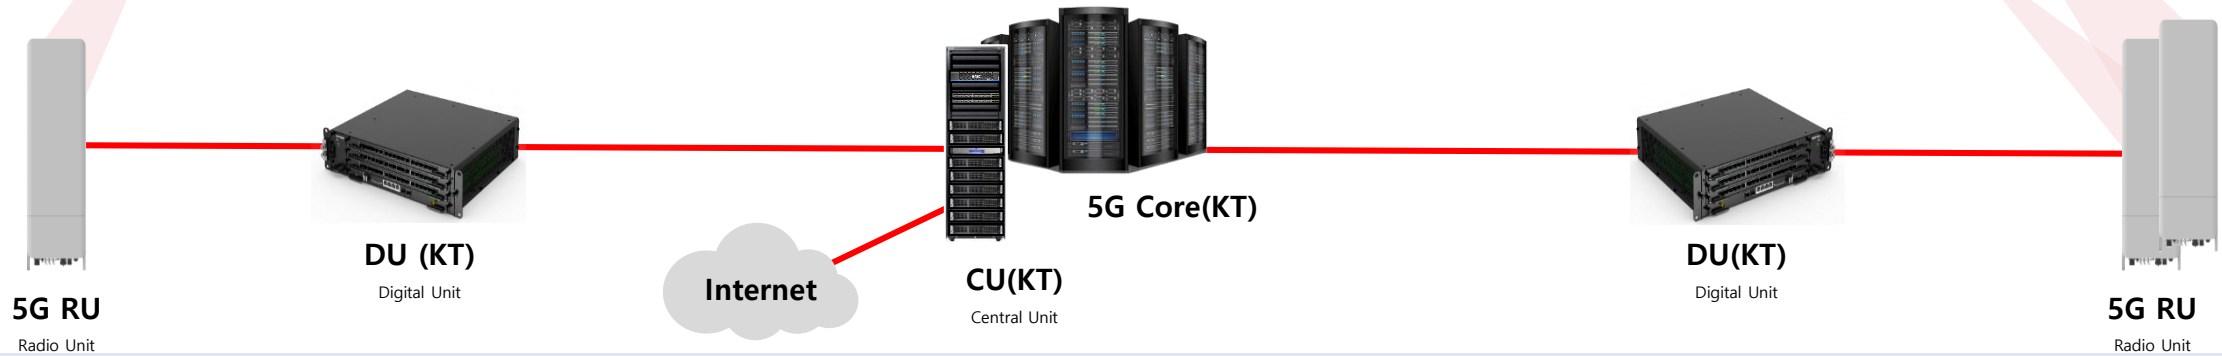 5G RU
Radio Unit
DU (KT)
Digital Unit
Internet
CU(KT)
Central Unit
5G Core(KT)
DU(KT)
Digital Unit
5G RU
Radio Unit